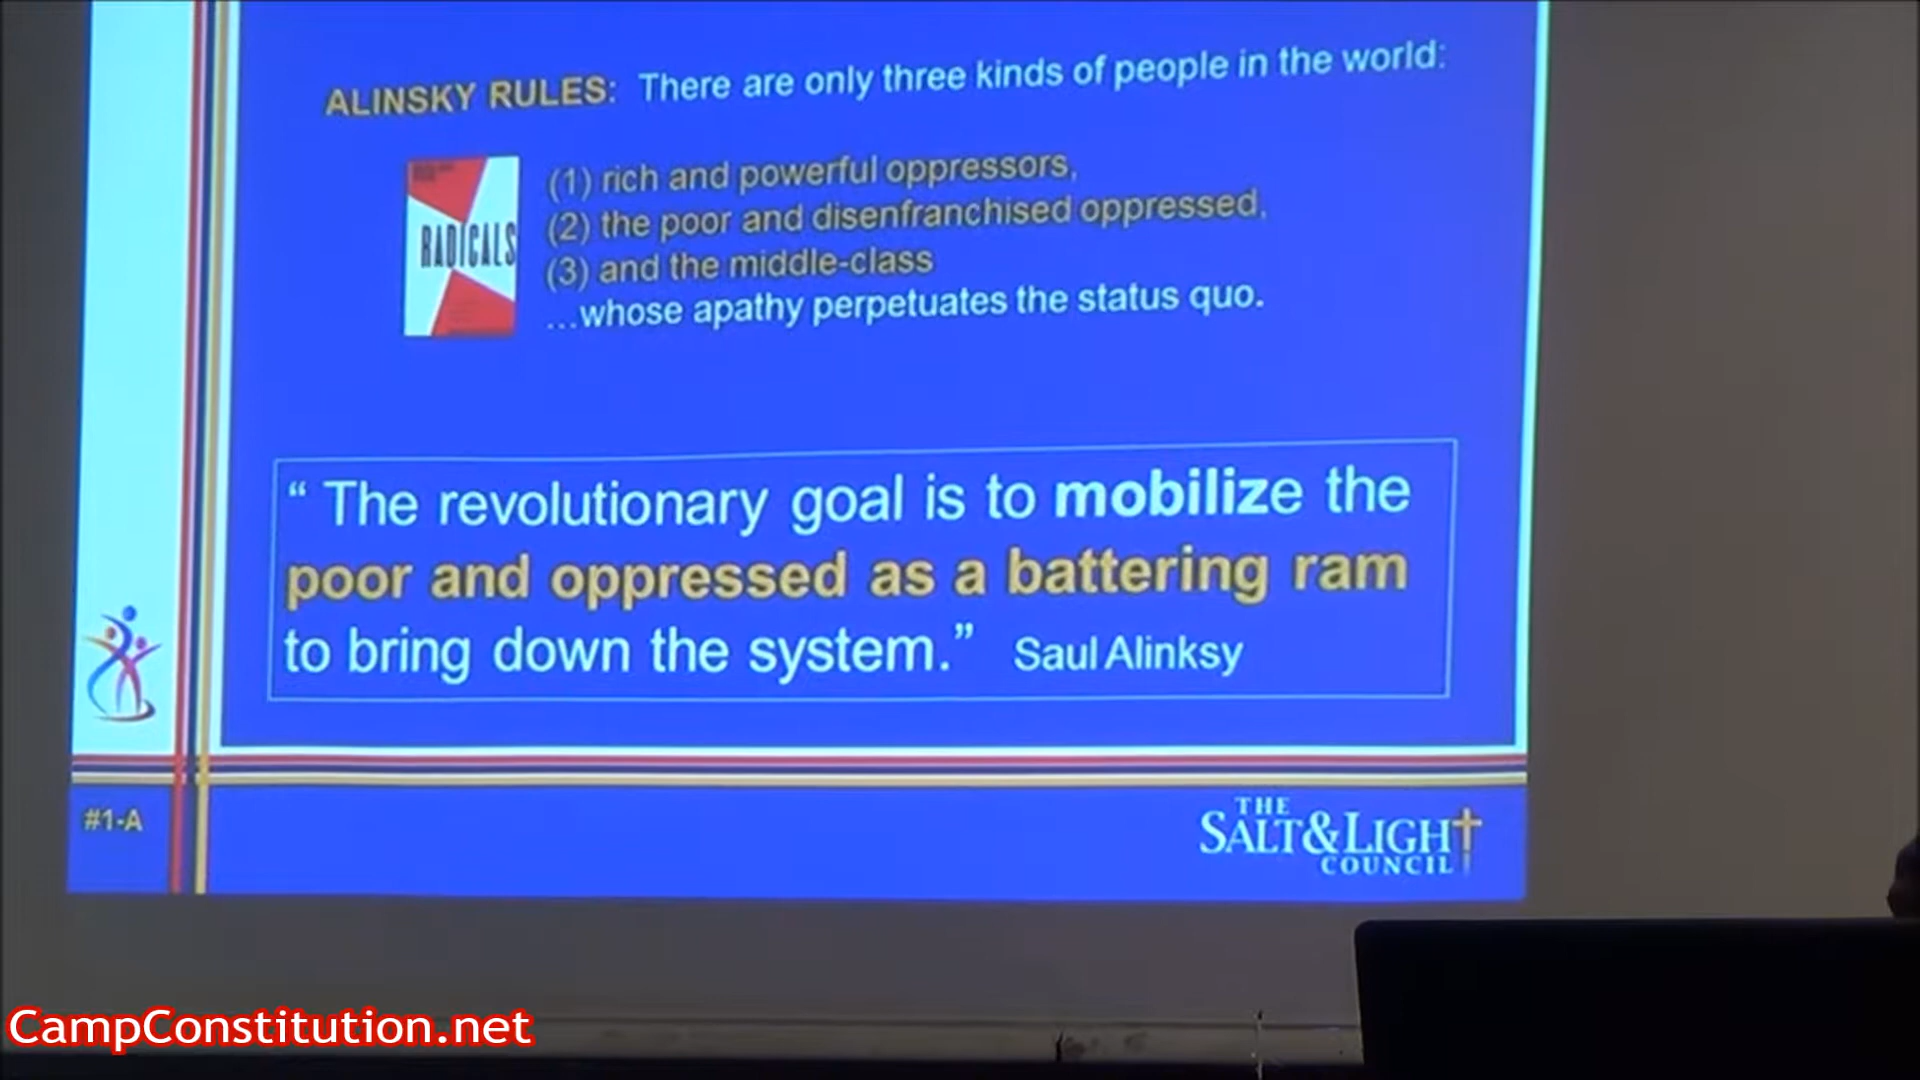 ALINSKY RULES: There are only three kinds of people in the world:
RADICALS
(1) rich and powerful oppressors,
(2) the poor and disenfranchised oppressed,
(3) and the middle-class
...whose apathy perpetuates the status quo.
“ The revolutionary goal is to mobilize the
poor and oppressed as a battering ram
to bring down the system.” Saul Alinksy
#1-A
THE
SALT&LIGHT
COUNCIL
CampConstitution.net